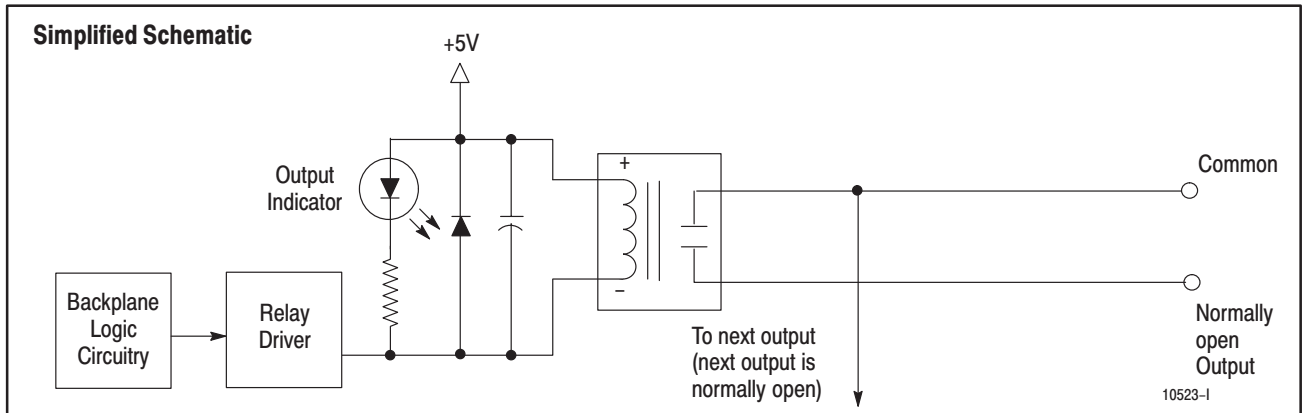 Simplified Schematic
+5V
Output
Indicator
+
–
Common
Backplane
Logic
Circuitry
Relay
Driver
To next output
(next output is
normally open)
Normally
open
Output
10523–I